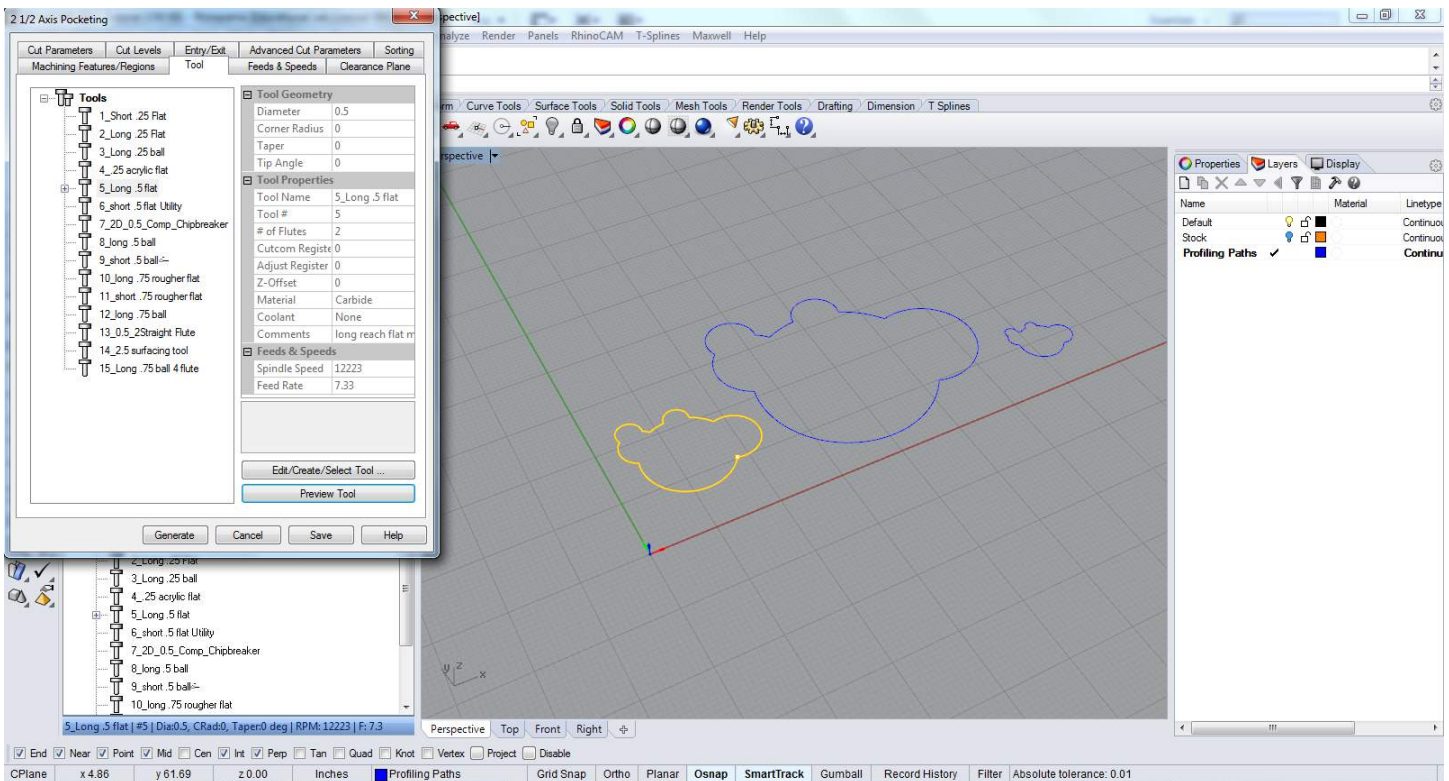 2 1/2 Axis Pocketing
spective]
Cut Parameters Cut Levels Entry/Exit Advanced Cut Parameters Sorting
Machining Features/Regions Tool Feeds & Speeds Clearance Plane
Tools
1_Short .25 Flat
2_Long .25 Flat
3_Long .25 ball
4_.25 acrylic flat
5_Long .5 flat
6_short .5 flat Utility
7_2D_0.5_Comp_Chipbreaker
8_long .5 ball
9_short .5 ball<-
10_long .75 rougher flat
11_short .75 rougher flat
12_long .75 ball
13_0.5_2Straight Flute
14_2.5 surfacing tool
15_Long .75 ball 4 flute
Tool Geometry
Diameter 0.5
Corner Radius 0
Taper 0
Tip Angle 0
Tool Properties
Tool Name 5_Long .5 flat
Tool # 5
# of Flutes 2
Cutcom Registe 0
Adjust Register 0
Z-Offset 0
Material Carbide
Coolant None
Comments long reach flat m
Feeds & Speeds
Spindle Speed 12223
Feed Rate 7.33
Edit/Create/Select Tool ...
Preview Tool
Generate Cancel Save Help
nalyze Render Panels RhinoCAM T-Splines Maxwell Help
rm Curve Tools Surface Tools Solid Tools Mesh Tools Render Tools Drafting Dimension T Splines
rspective
Properties Layers Display
Name Material Linetype
Default Continuou
Stock Continuou
Profiling Paths Continu
2_Long .25 Flat
3_Long .25 ball
4_.25 acrylic flat
5_Long .5 flat
6_short .5 flat Utility
7_2D_0.5_Comp_Chipbreaker
8_long .5 ball
9_short .5 ball<-
10_long .75 rougher flat
5_Long .5 flat | #5 | Dia:0.5, CRad:0, Taper:0 deg | RPM: 12223 | F: 7.3
y z x
Perspective Top Front Right
End Near Point Mid Cen Int Perp Tan Quad Knot Vertex Project Disable
CPlane x 4.86 y 61.69 z 0.00 Inches Profiling Paths Grid Snap Ortho Planar Osnap SmartTrack Gumball Record History Filter Absolute tolerance: 0.01